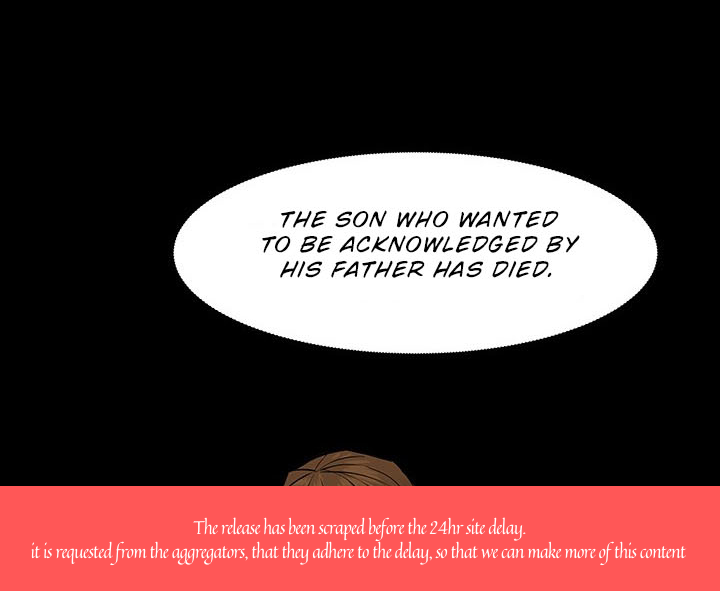 THE SON WHO WANTED
TO BE ACKNOWLEDGED BY
HIS FATHER HAS DIED.
The release has been scraped before the 24hr site delay.
it is requested from the aggregators, that they adhere to the delay, so that we can make more of this content